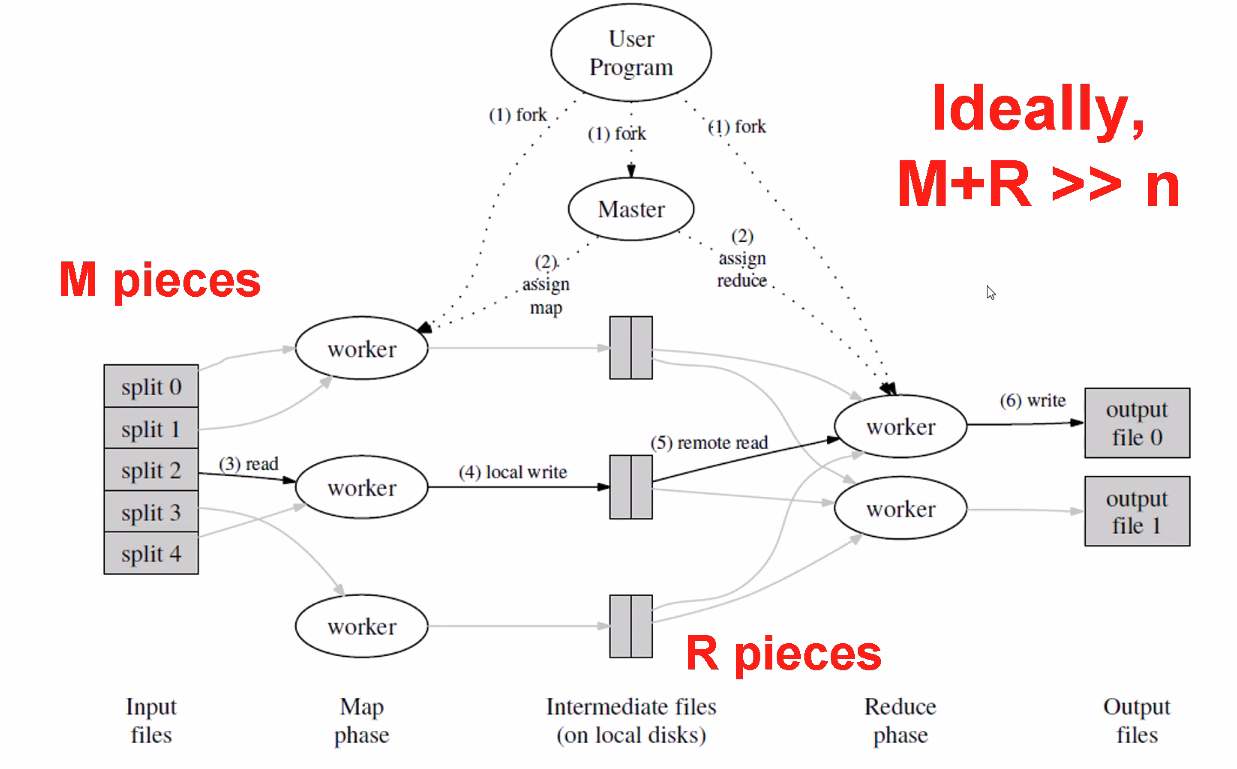 User
Program
(1) fork
(1) fork
(1) fork
Ideally,
M+R >> n
Master
(2)
assign
map
(2)
assign
reduce
M pieces
worker
split 0
split 1
split 2
split 3
split 4
(3) read
worker
(4) local write
(5) remote read
worker
(6) write
output
file 0
worker
output
file 1
worker
R pieces
Input
files
Map
phase
Intermediate files
(on local disks)
Reduce
phase
Output
files